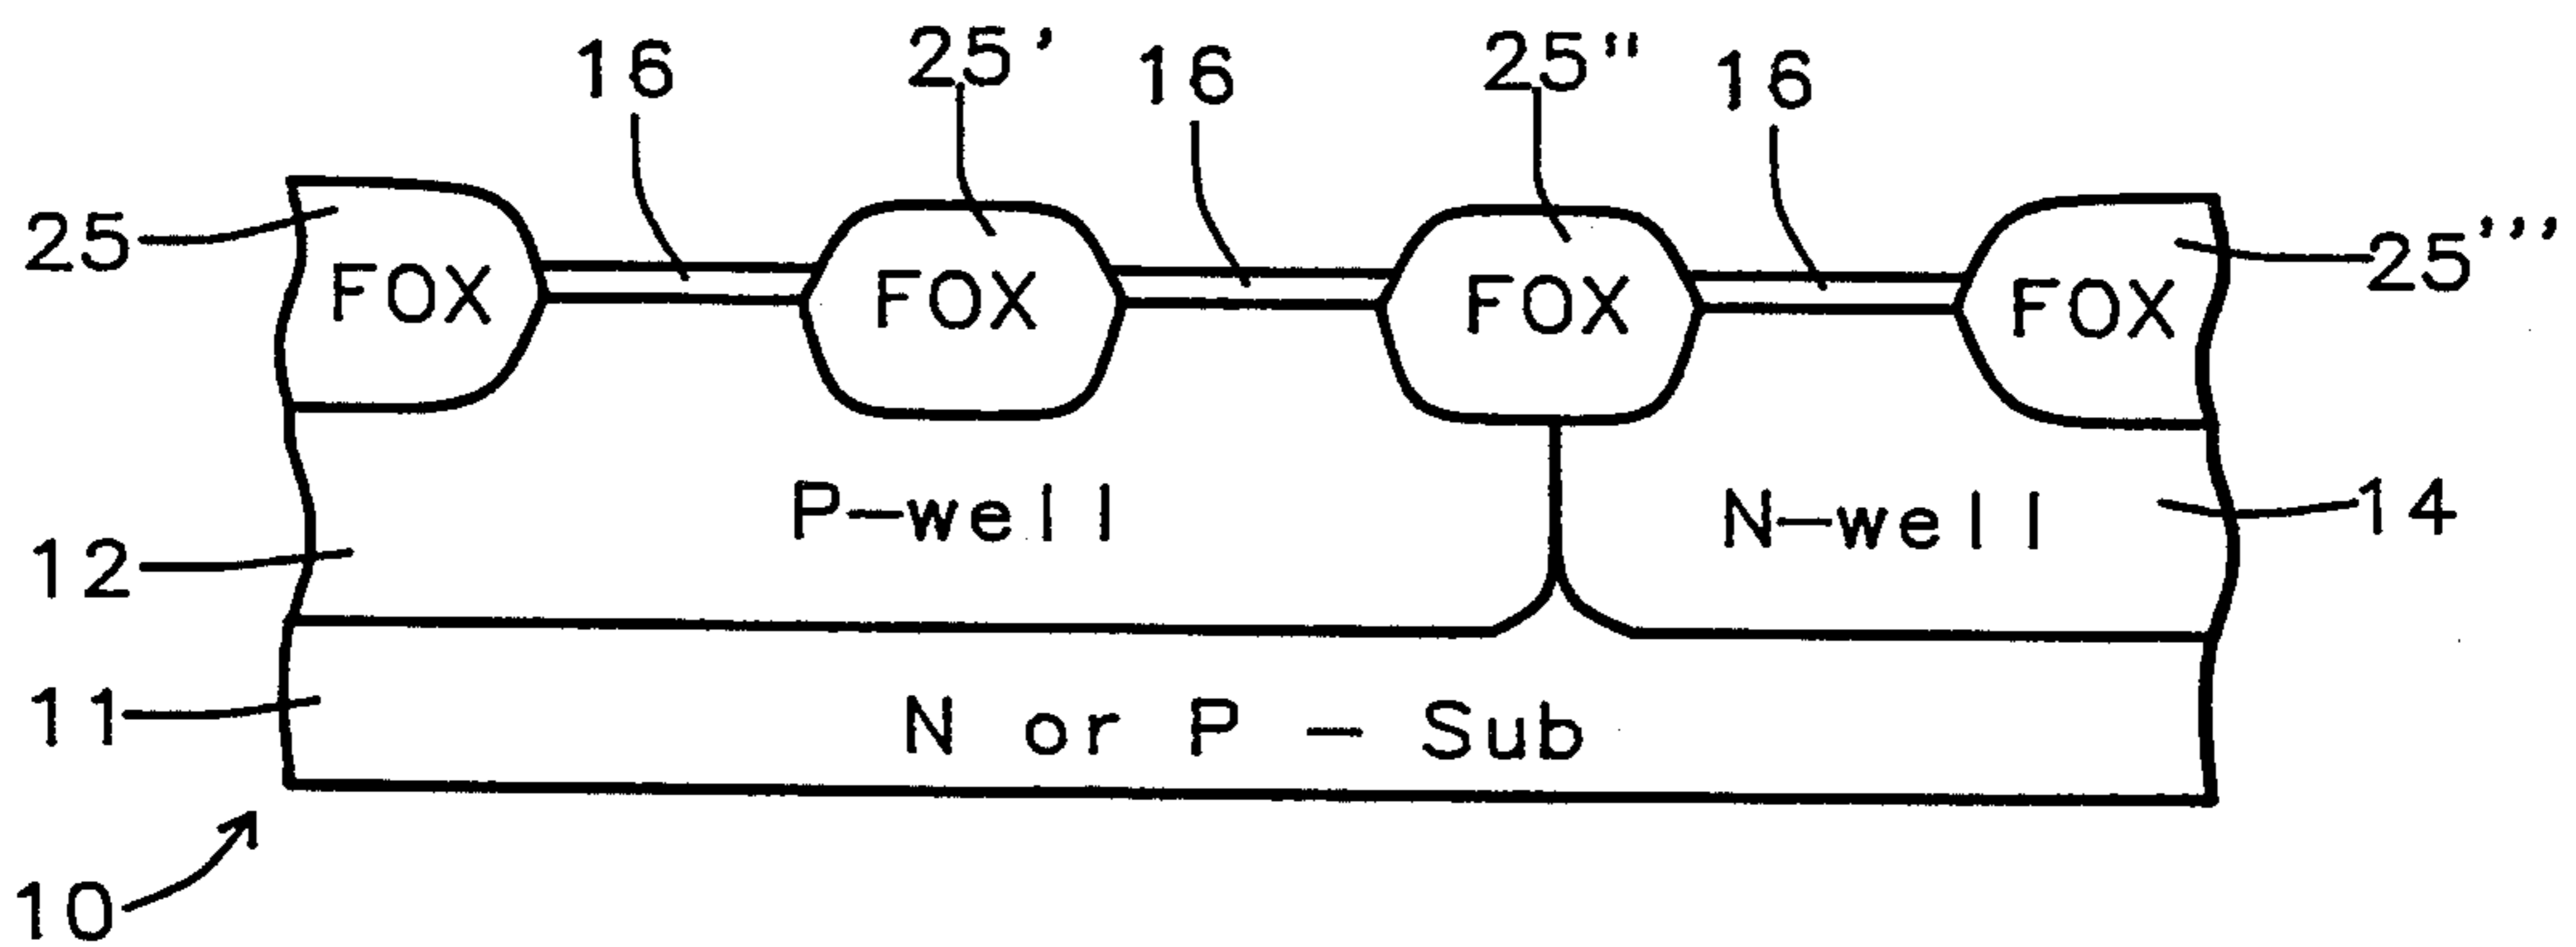 16 25' 16 25" 16
25 FOX FOX FOX FOX 25'''
12 P-well N-well 14
11 N or P - Sub
10